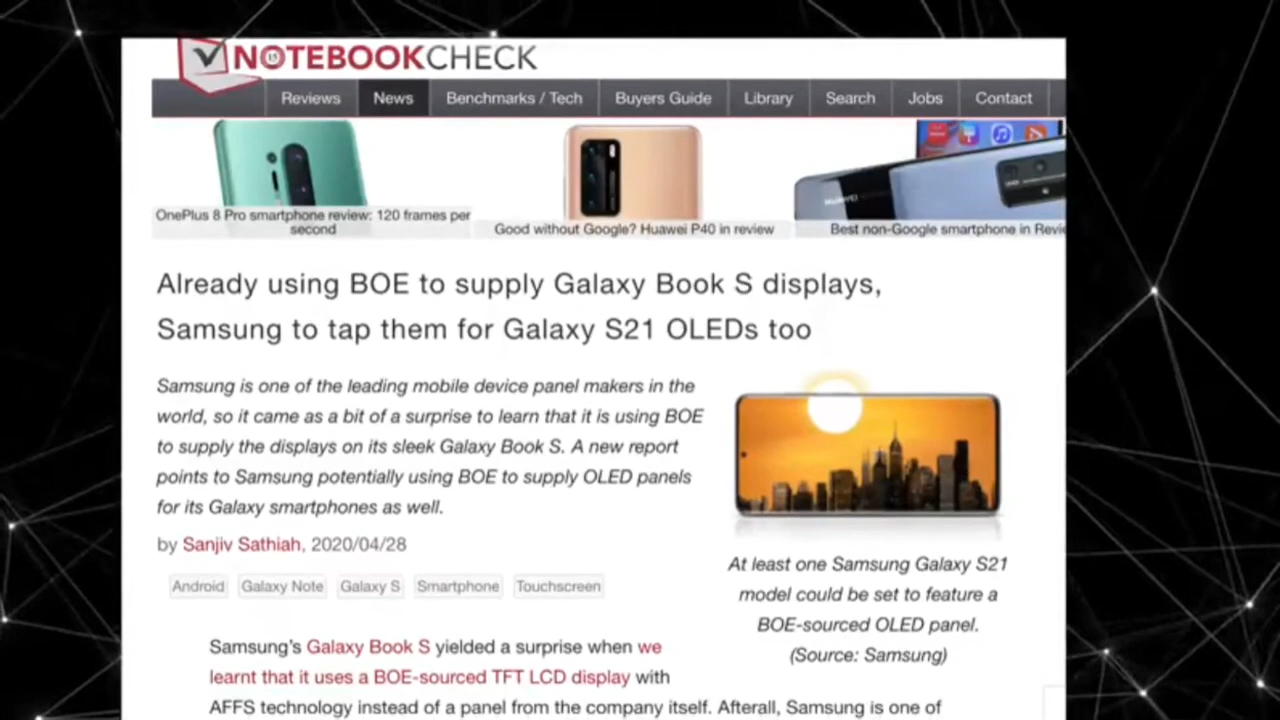 NOTEBOOKCHECK
Reviews News Benchmarks / Tech Buyers Guide Library Search Jobs Contact
OnePlus 8 Pro smartphone review: 120 frames per
second
Good without Google? Huawei P40 in review
Best non-Google smartphone in Revie
HUAWEI
Already using BOE to supply Galaxy Book S displays,
Samsung to tap them for Galaxy S21 OLEDs too
Samsung is one of the leading mobile device panel makers in the
world, so it came as a bit of a surprise to learn that it is using BOE
to supply the displays on its sleek Galaxy Book S. A new report
points to Samsung potentially using BOE to supply OLED panels
for its Galaxy smartphones as well.
by Sanjiv Sathiah, 2020/04/28
Android Galaxy Note Galaxy S Smartphone Touchscreen
At least one Samsung Galaxy S21
model could be set to feature a
BOE-sourced OLED panel.
(Source: Samsung)
Samsung's Galaxy Book S yielded a surprise when we
learnt that it uses a BOE-sourced TFT LCD display with
AFFS technology instead of a panel from the company itself. Afterall, Samsung is one of